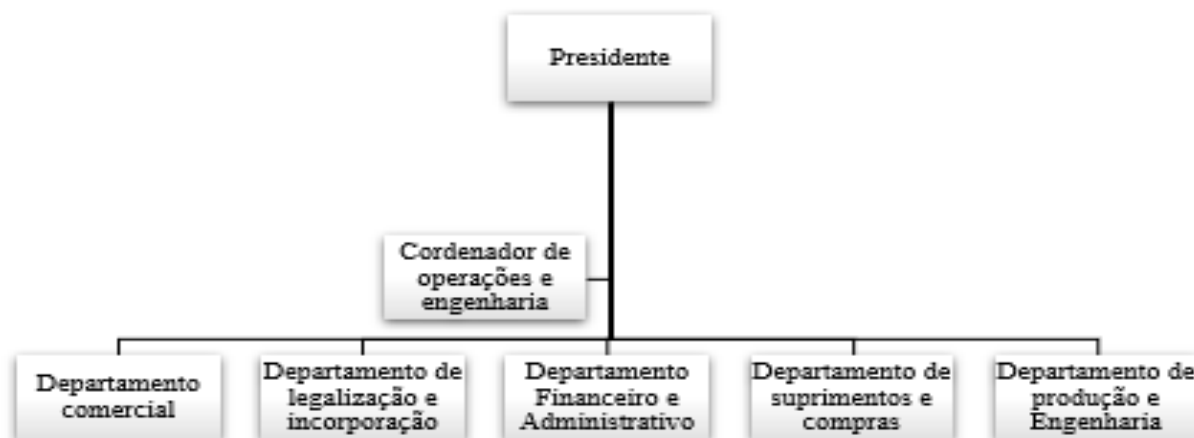 Presidente
Cordenador de
operações e
engenharia
Departamento
comercial
Departamento de
legalização e
incorporação
Departamento
Financeiro e
Administrativo
Departamento de
suprimentos e
compras
Departamento de
produção e
Engenharia